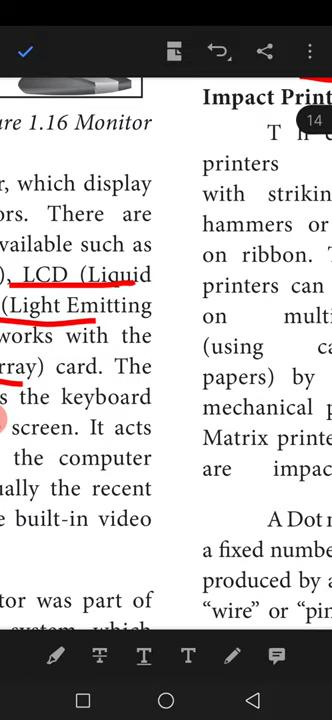 14
ure 1.16 Monitor
r, which display
ors. There are
vailable such as
), LCD (Liquid
(Light Emitting
works with the
rray) card. The
s the keyboard
screen. It acts
the computer
ually the recent
e built-in video
tor was part of
Impact Print
printers
with strikin
hammers or
on ribbon. T
printers can
on multi
(using ca
papers) by
mechanical p
Matrix printe
are impac
A Dot m
a fixed numbe
produced by a
“wire” or “pin